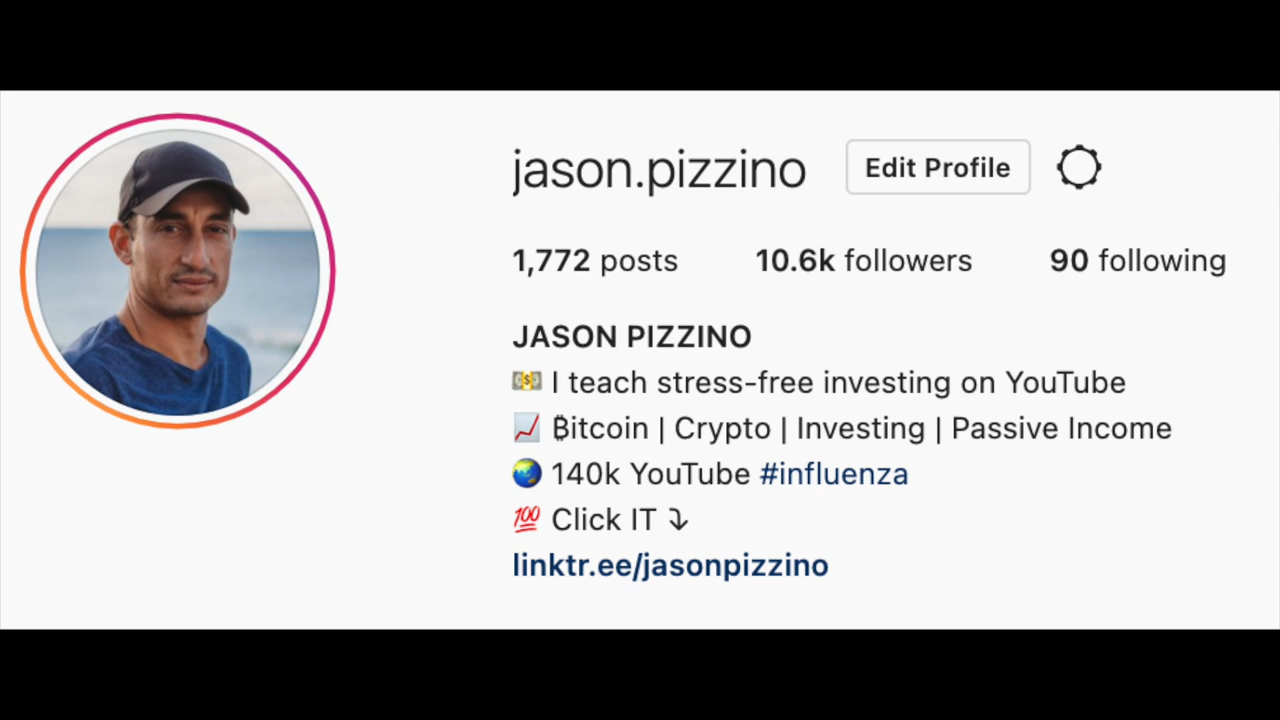 jason.pizzino Edit Profile
1,772 posts 10.6k followers 90 following
JASON PIZZINO
💵 I teach stress-free investing on YouTube
📈 ₿itcoin | Crypto | Investing | Passive Income
🌏 140k YouTube #influenza
💯 Click IT ⤵
linktr.ee/jasonpizzino